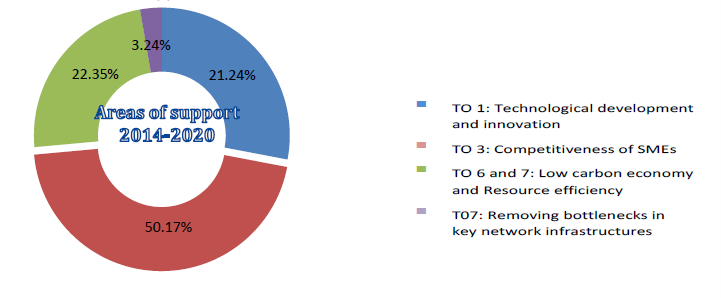 3.24%
22.35%
21.24%
Areas of support
2014-2020
50.17%
TO 1: Technological development
and innovation
TO 3: Competitiveness of SMEs
TO 6 and 7: Low carbon economy
and Resource efficiency
T07: Removing bottlenecks in
key network infrastructures